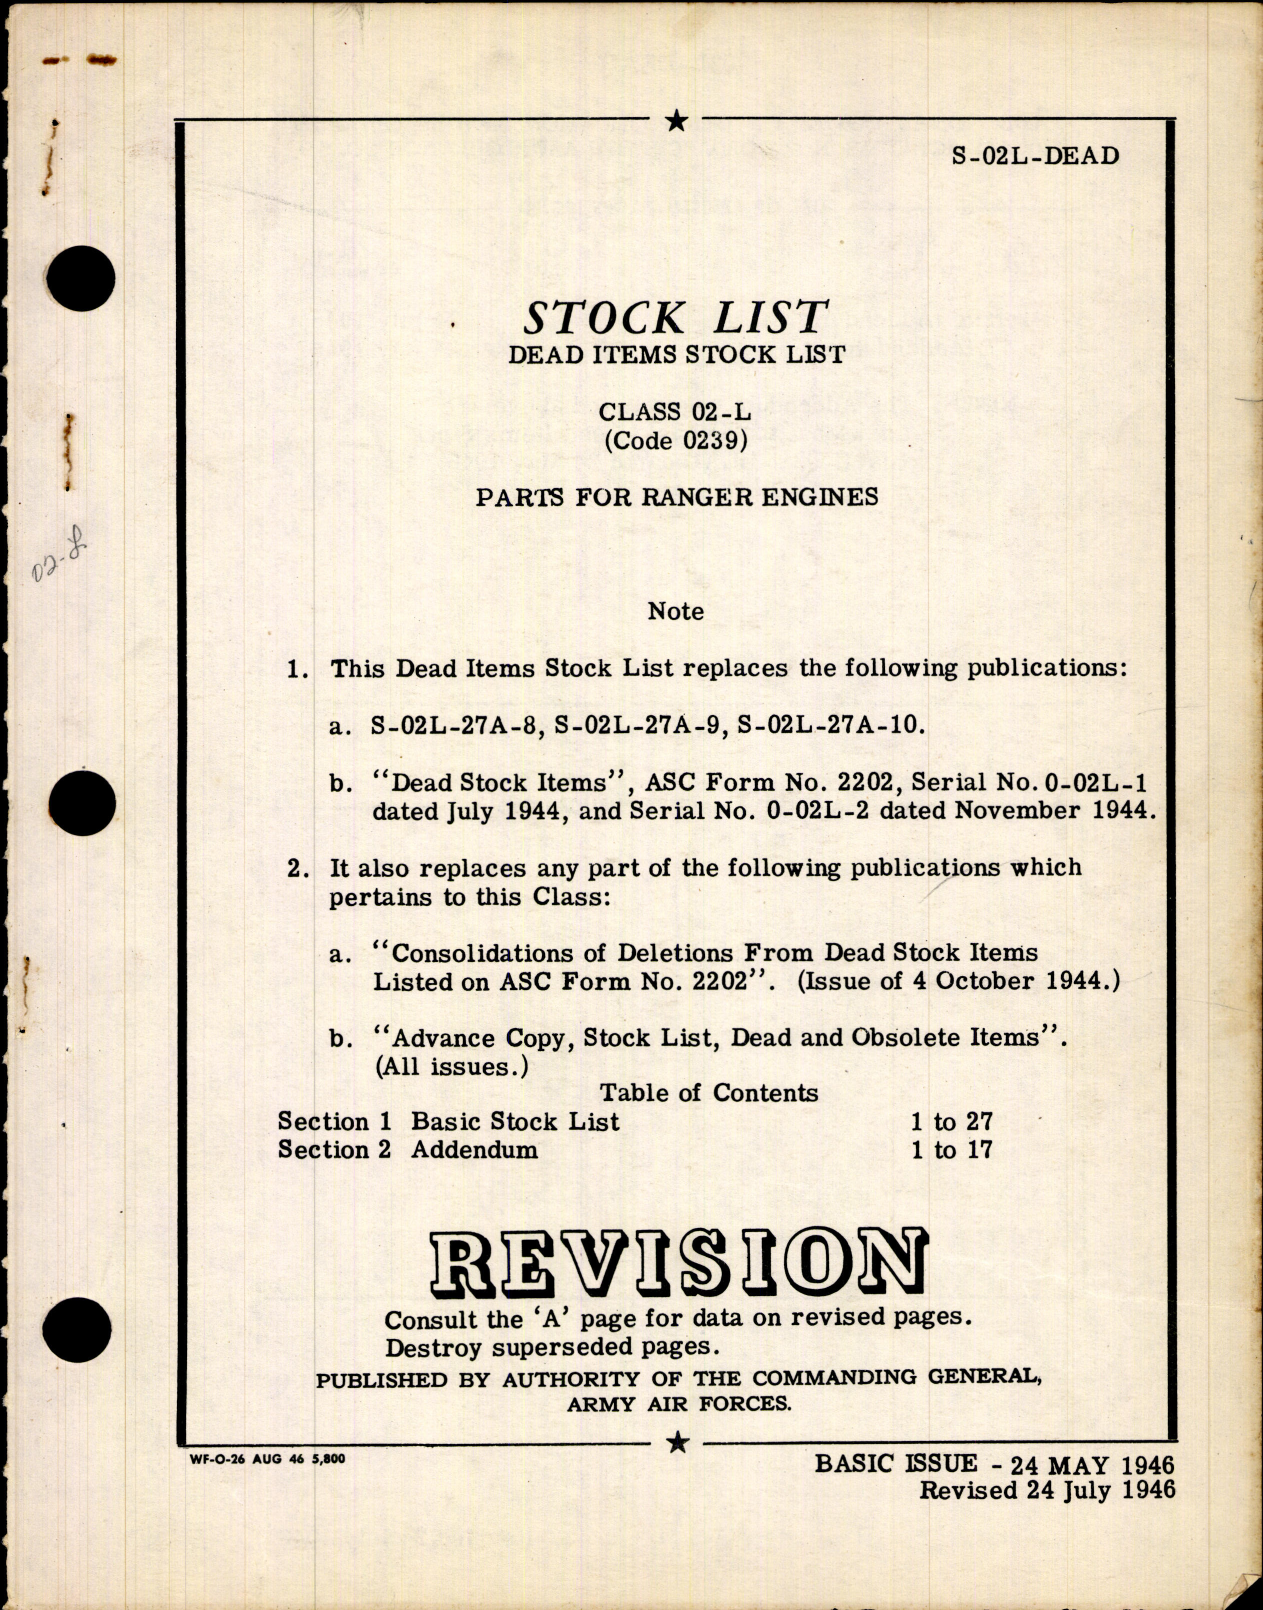 S-02L-DEAD
STOCK LIST
DEAD ITEMS STOCK LIST
CLASS 02-L
(Code 0239)
PARTS FOR RANGER ENGINES
02-L
Note
1. This Dead Items Stock List replaces the following publications:
a. S-02L-27A-8, S-02L-27A-9, S-02L-27A-10.
b. “Dead Stock Items”, ASC Form No. 2202, Serial No. 0-02L-1
dated July 1944, and Serial No. 0-02L-2 dated November 1944.
2. It also replaces any part of the following publications which
pertains to this Class:
a. “Consolidations of Deletions From Dead Stock Items
Listed on ASC Form No. 2202”. (Issue of 4 October 1944.)
b. “Advance Copy, Stock List, Dead and Obsolete Items”.
(All issues.)
Table of Contents
Section 1 Basic Stock List 1 to 27
Section 2 Addendum 1 to 17
REVISION
Consult the ‘A’ page for data on revised pages.
Destroy superseded pages.
PUBLISHED BY AUTHORITY OF THE COMMANDING GENERAL,
ARMY AIR FORCES.
WF-O-26 AUG 46 5,800
BASIC ISSUE - 24 MAY 1946
Revised 24 July 1946